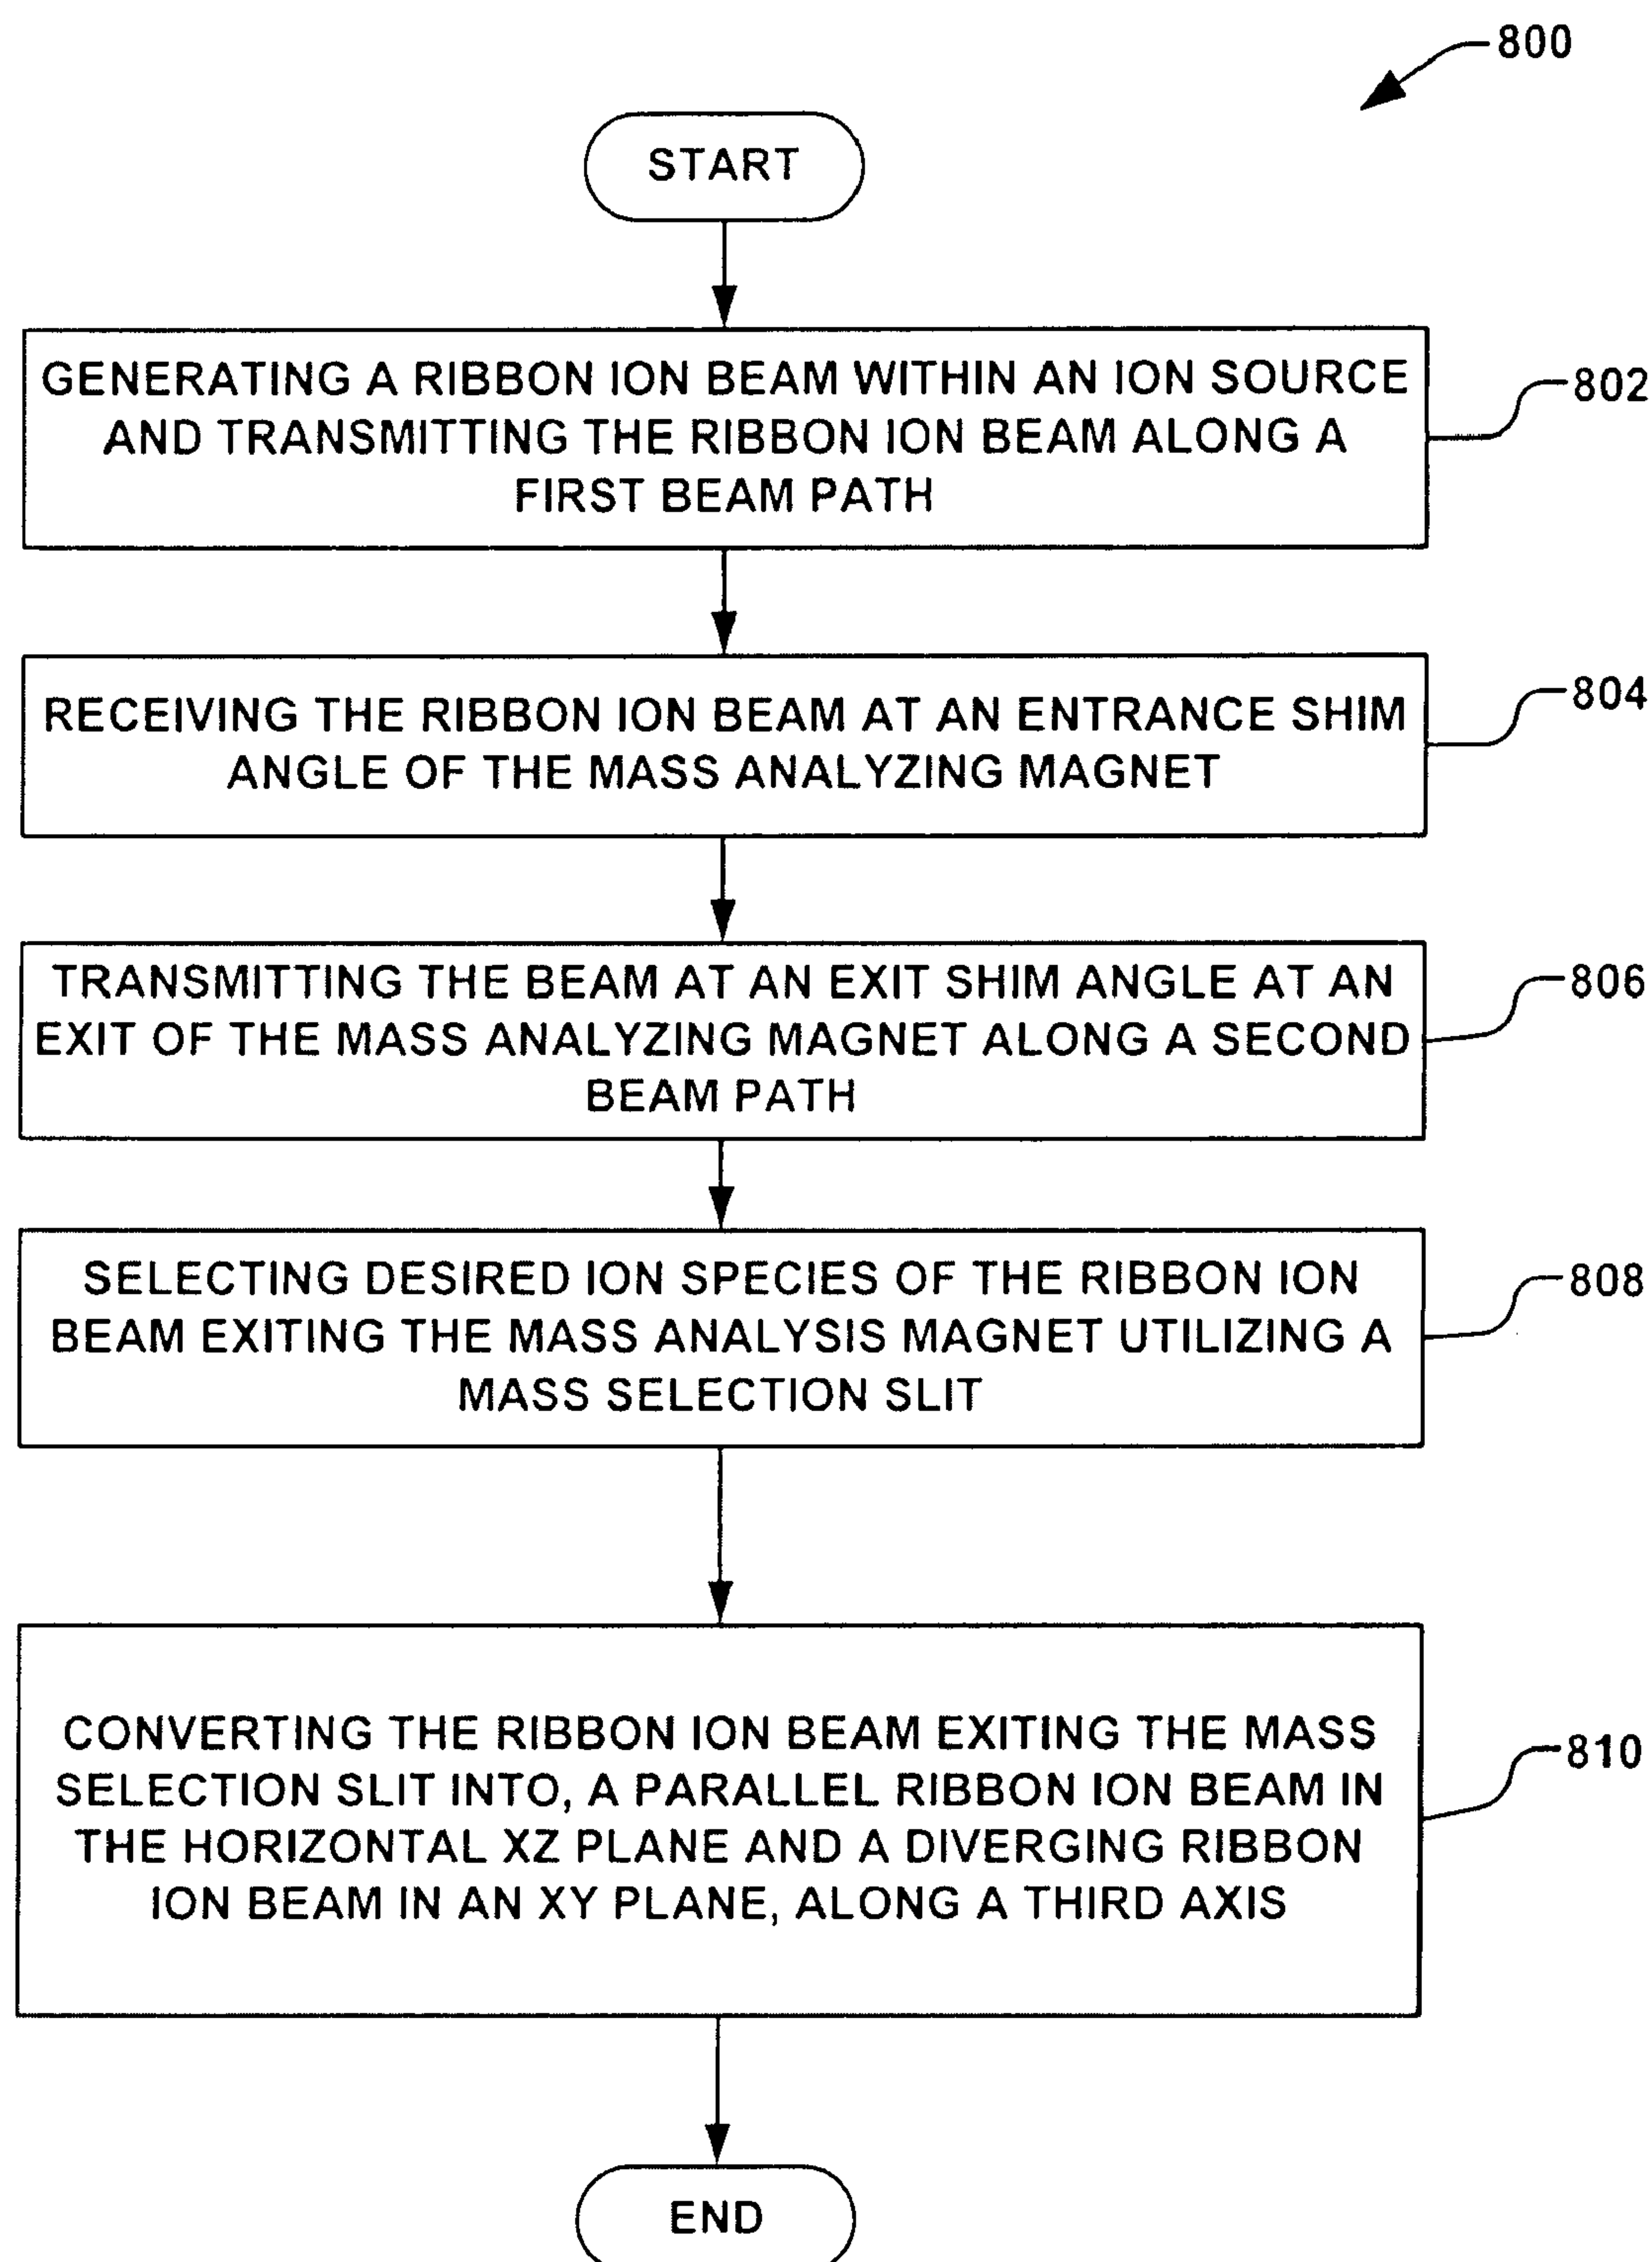 800
START
GENERATING A RIBBON ION BEAM WITHIN AN ION SOURCE
AND TRANSMITTING THE RIBBON ION BEAM ALONG A
FIRST BEAM PATH
802
RECEIVING THE RIBBON ION BEAM AT AN ENTRANCE SHIM
ANGLE OF THE MASS ANALYZING MAGNET
804
TRANSMITTING THE BEAM AT AN EXIT SHIM ANGLE AT AN
EXIT OF THE MASS ANALYZING MAGNET ALONG A SECOND
BEAM PATH
806
SELECTING DESIRED ION SPECIES OF THE RIBBON ION
BEAM EXITING THE MASS ANALYSIS MAGNET UTILIZING A
MASS SELECTION SLIT
808
CONVERTING THE RIBBON ION BEAM EXITING THE MASS
SELECTION SLIT INTO, A PARALLEL RIBBON ION BEAM IN
THE HORIZONTAL XZ PLANE AND A DIVERGING RIBBON
ION BEAM IN AN XY PLANE, ALONG A THIRD AXIS
810
END